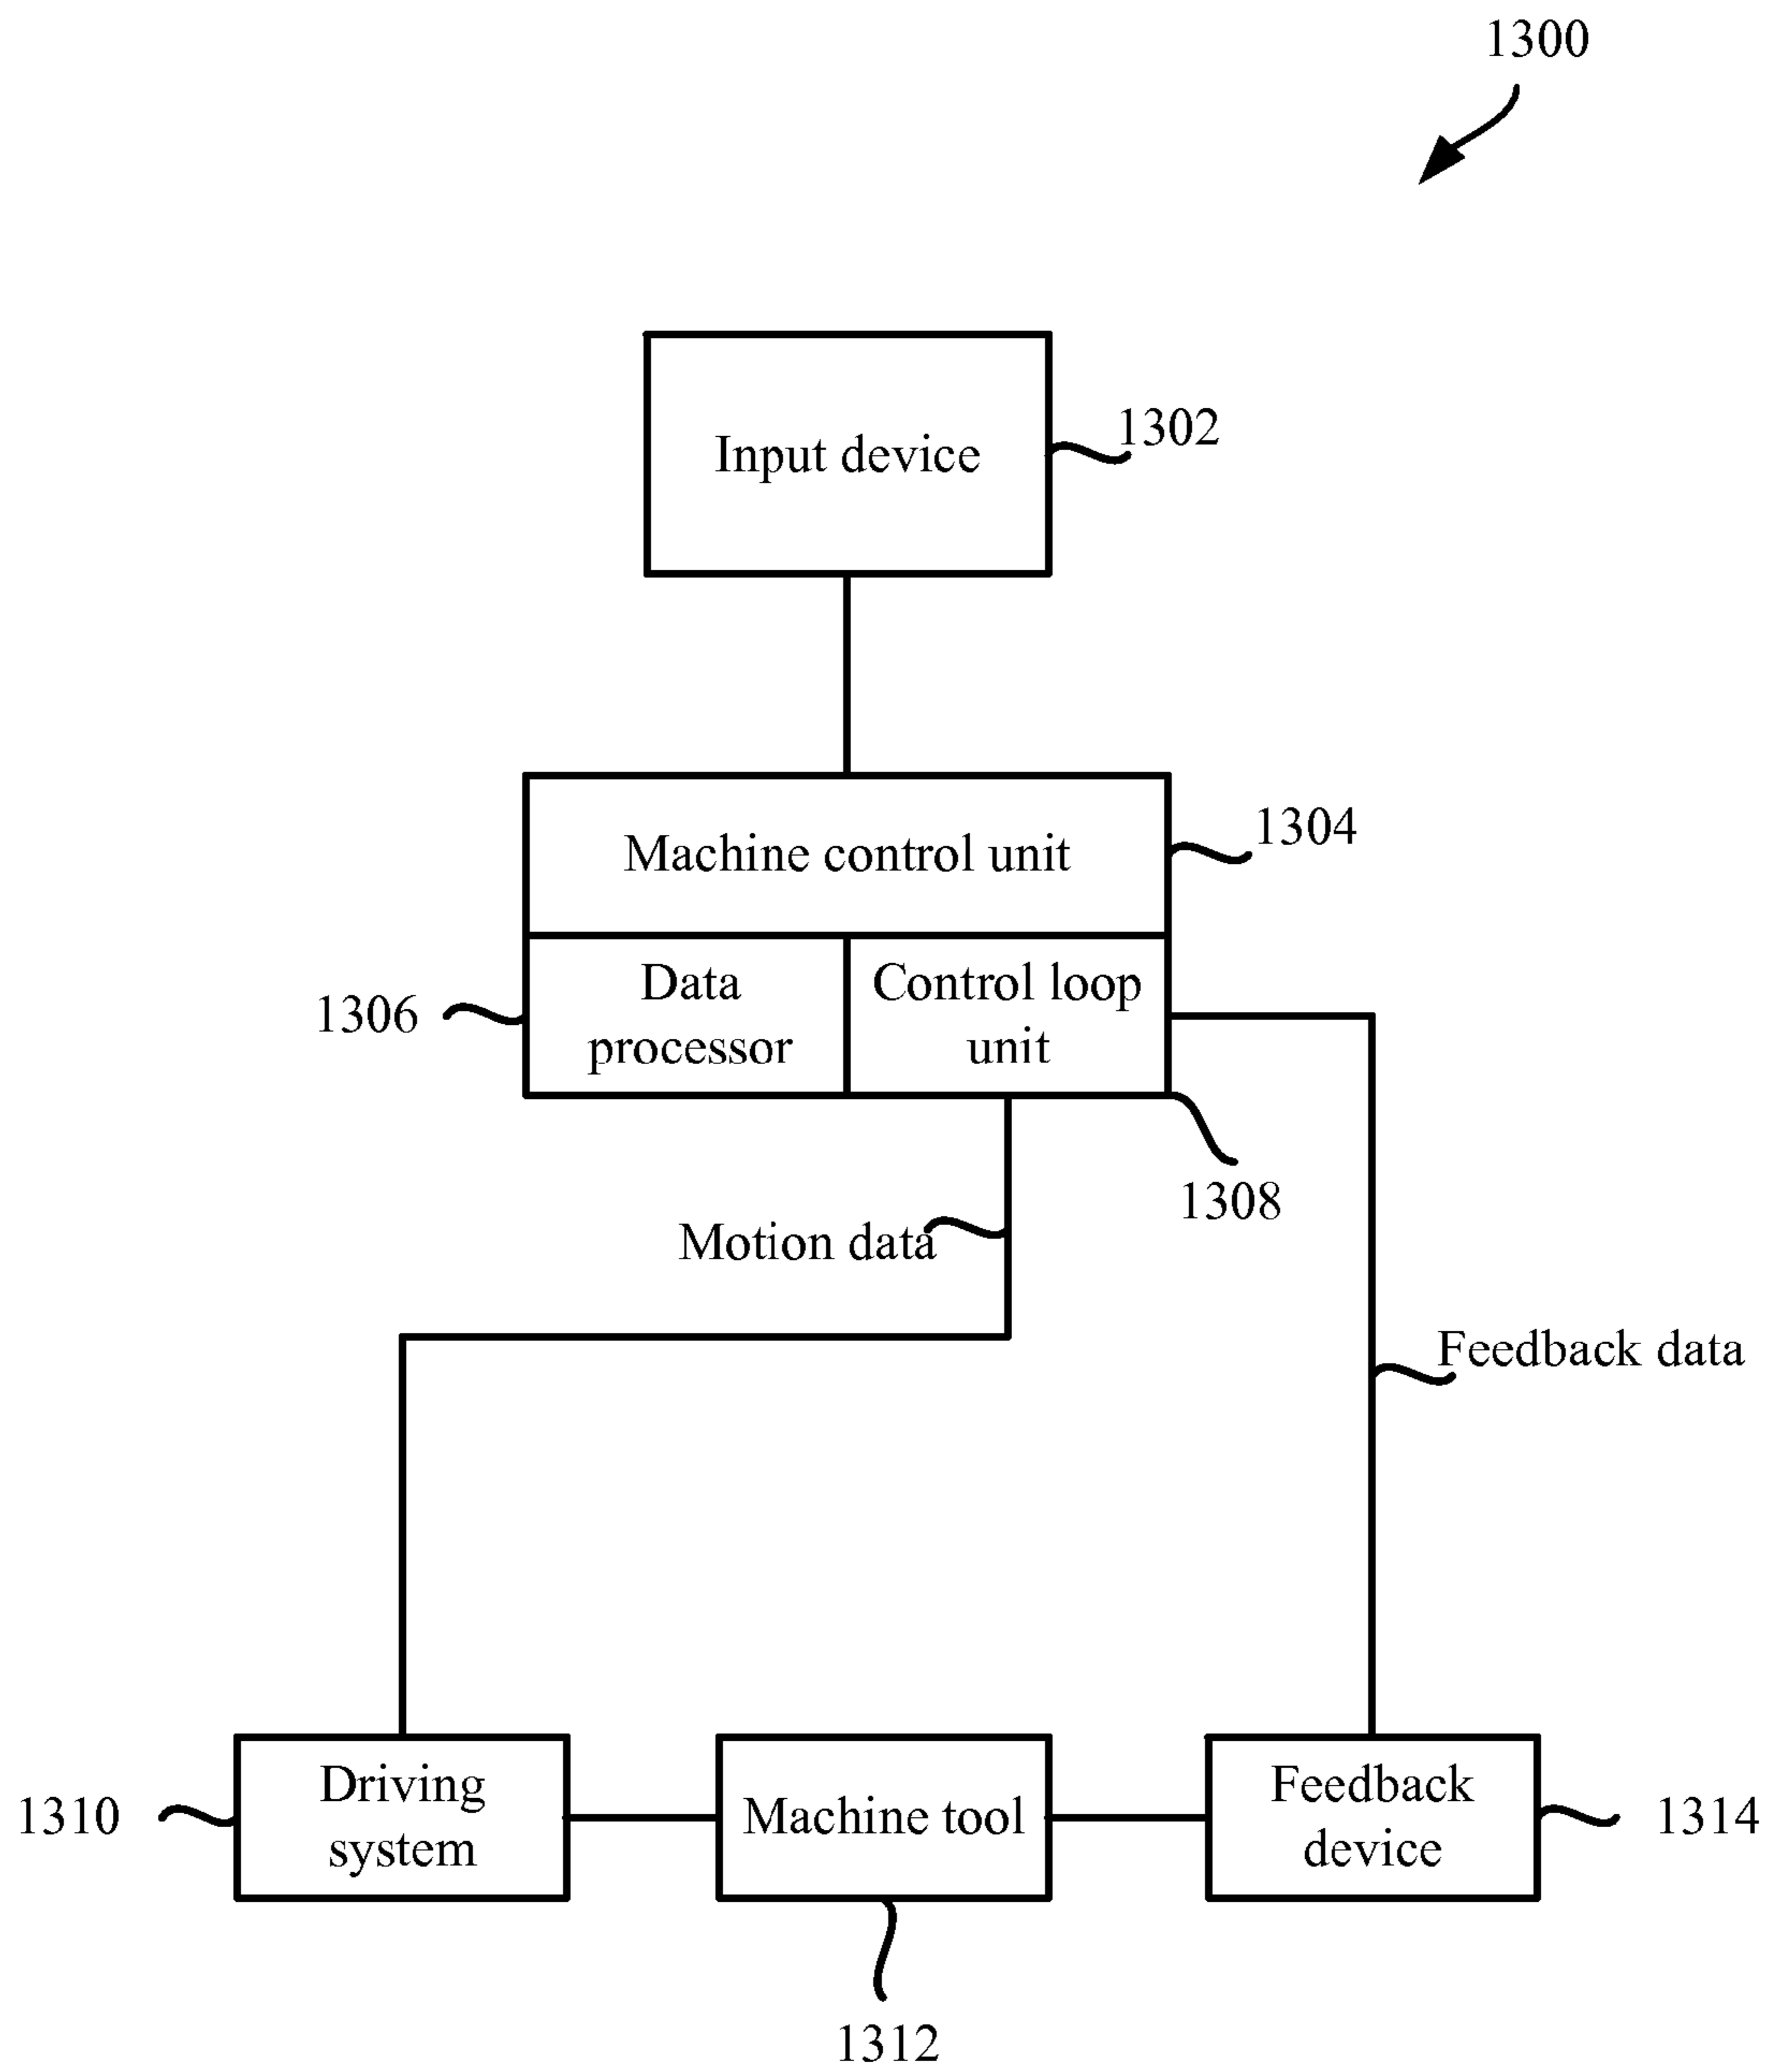 1300
Input device
1302
Machine control unit
1304
Data
processor
1306
Control loop
unit
1308
Motion data
Feedback data
Driving
system
1310
Machine tool
1312
Feedback
device
1314